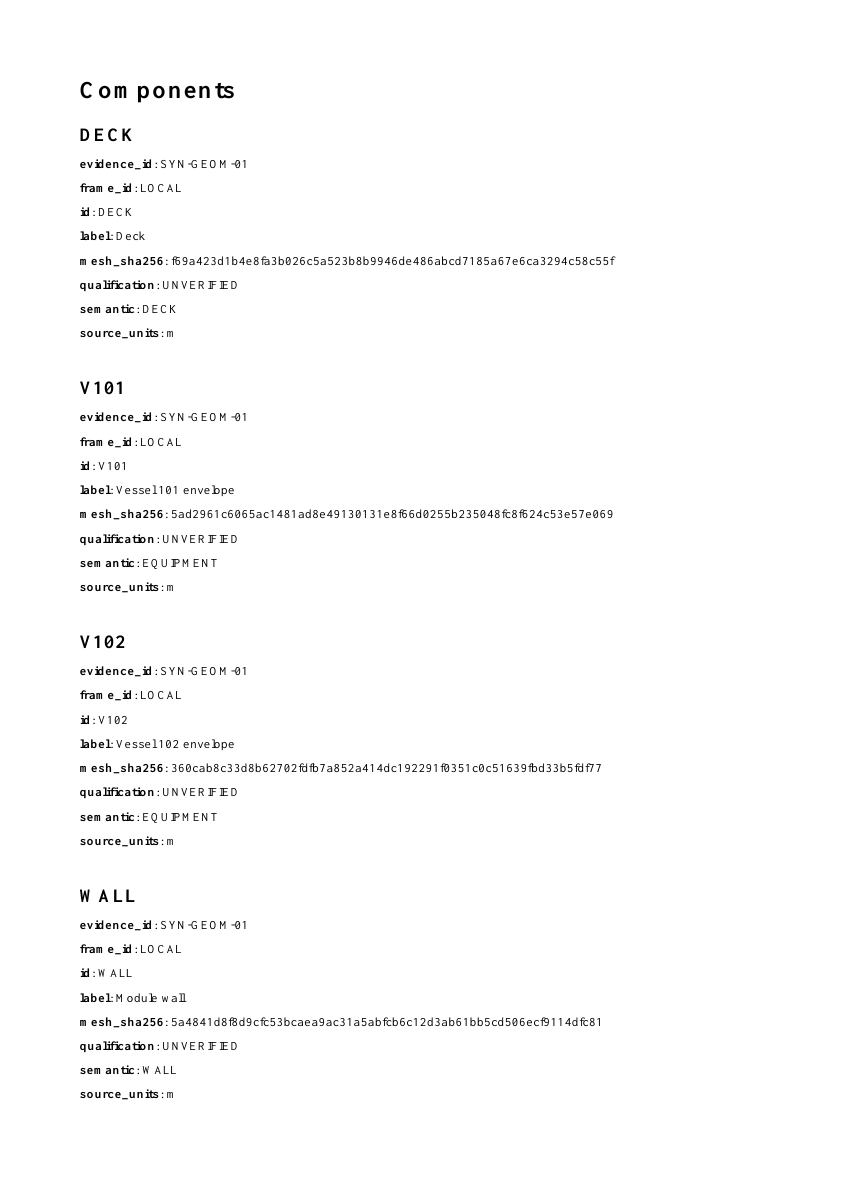 Components
DECK
evidence_id: SYN-GEOM-01
frame_id: LOCAL
id: DECK
label: Deck
mesh_sha256: f69a423d1b4e8fa3b026c5a523b8b9946de486abcd7185a67e6ca3294c58c55f
qualification: UNVERIFIED
semantic: DECK
source_units: m
V101
evidence_id: SYN-GEOM-01
frame_id: LOCAL
id: V101
label: Vessel 101 envelope
mesh_sha256: 5ad2961c6065ac1481ad8e49130131e8f66d0255b235048fc8f624c53e57e069
qualification: UNVERIFIED
semantic: EQUIPMENT
source_units: m
V102
evidence_id: SYN-GEOM-01
frame_id: LOCAL
id: V102
label: Vessel 102 envelope
mesh_sha256: 360cab8c33d8b62702fdfb7a852a414dc192291f0351c0c51639fbd33b5fdf77
qualification: UNVERIFIED
semantic: EQUIPMENT
source_units: m
WALL
evidence_id: SYN-GEOM-01
frame_id: LOCAL
id: WALL
label: Module wall
mesh_sha256: 5a4841d8f8d9cfc53bcaea9ac31a5abfcb6c12d3ab61bb5cd506ecf9114dfc81
qualification: UNVERIFIED
semantic: WALL
source_units: m